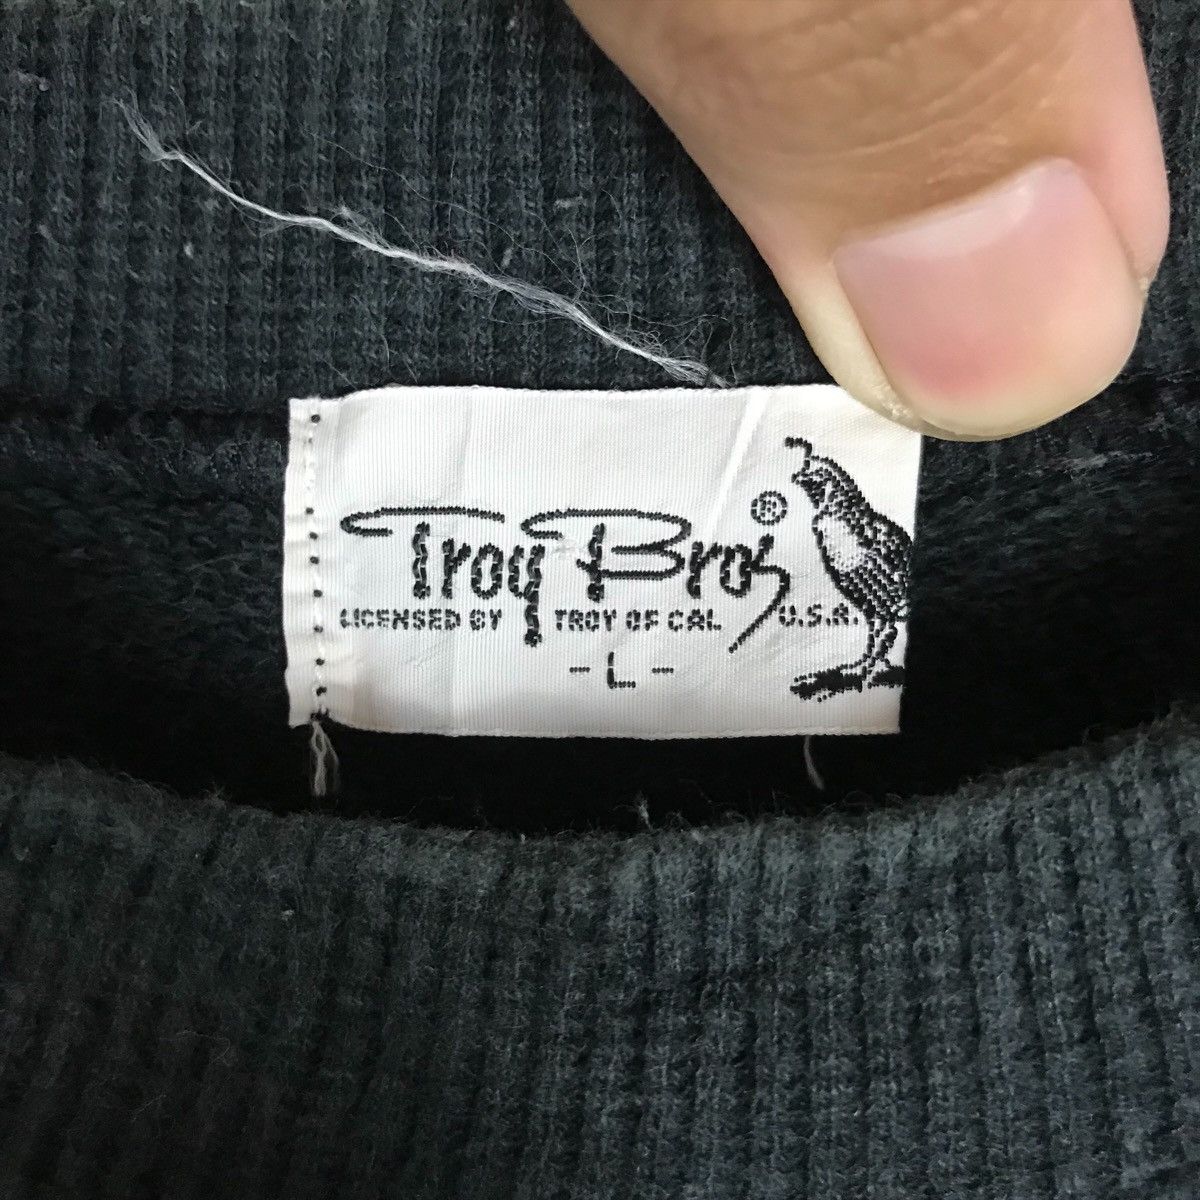 Troy Bros ®
LICENSED BY TROY OF CAL U.S.A.
-L-